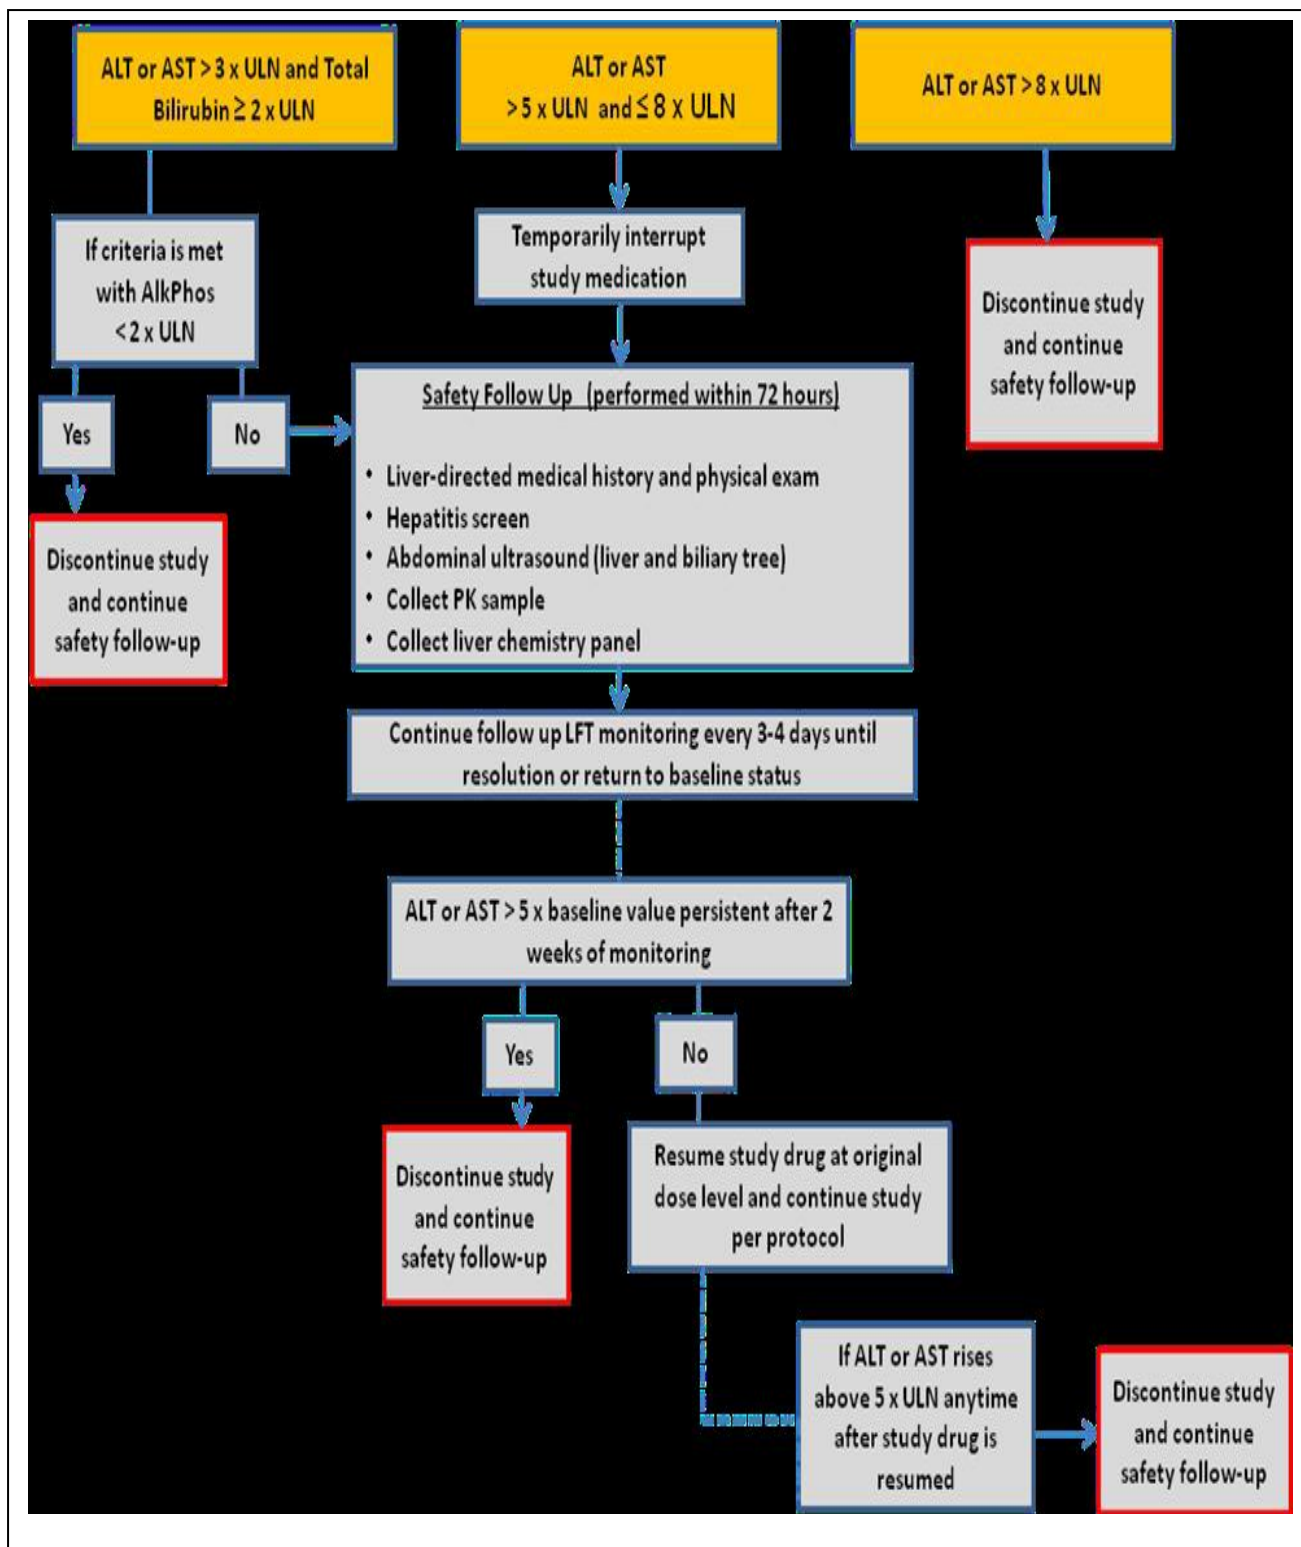 ALT or AST > 3 x ULN and Total
Bilirubin ≥ 2 x ULN
ALT or AST
> 5 x ULN and ≤ 8 x ULN
ALT or AST > 8 x ULN
If criteria is met
with AlkPhos
< 2 x ULN
Temporarily interrupt
study medication
Discontinue study
and continue
safety follow-up
Yes
No
Safety Follow Up (performed within 72 hours)
• Liver-directed medical history and physical exam
• Hepatitis screen
• Abdominal ultrasound (liver and biliary tree)
• Collect PK sample
• Collect liver chemistry panel
Discontinue study
and continue
safety follow-up
Continue follow up LFT monitoring every 3-4 days until
resolution or return to baseline status
ALT or AST > 5 x baseline value persistent after 2
weeks of monitoring
Yes
No
Discontinue study
and continue
safety follow-up
Resume study drug at original
dose level and continue study
per protocol
If ALT or AST rises
above 5 x ULN anytime
after study drug is
resumed
Discontinue study
and continue
safety follow-up